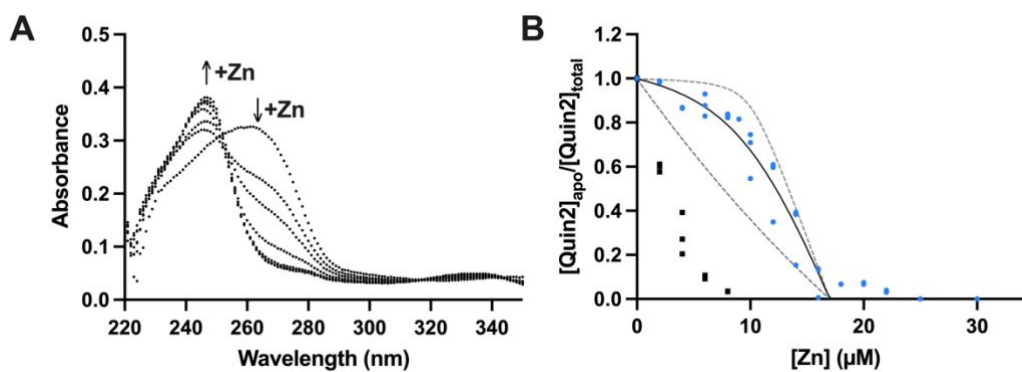 A
B
Absorbance
0.5
0.4
0.3
0.2
0.1
0.0
+Zn
+Zn
220 240 260 280 300 320 340
Wavelength (nm)
[Quin2]apo/[Quin2]total
1.2
1.0
0.8
0.6
0.4
0.2
0.0
0 10 20 30
[Zn] (µM)